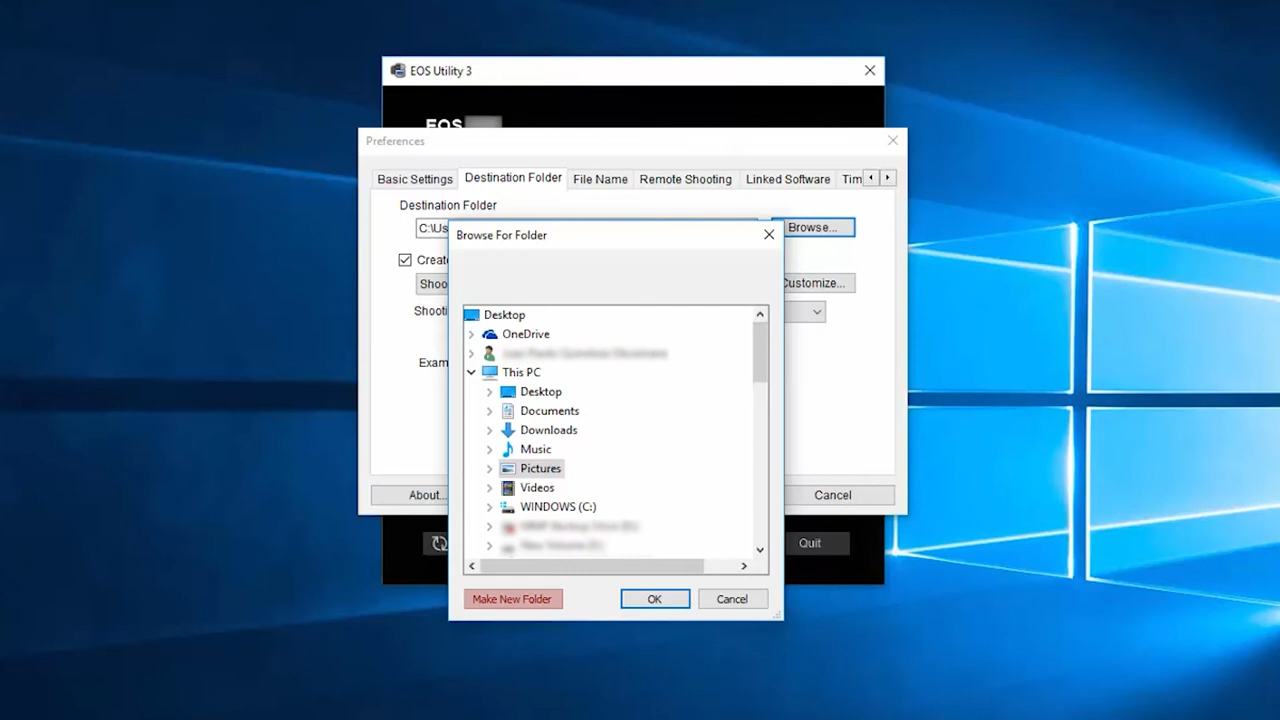 EOS Utility 3
EOS
Preferences
Basic Settings
Destination Folder
File Name
Remote Shooting
Linked Software
Tim
Destination Folder
C:\Us
Browse...
Create
Shoo
Customize...
Shooti
Exam
Browse For Folder
Desktop
OneDrive
This PC
Desktop
Documents
Downloads
Music
Pictures
Videos
WINDOWS (C:)
Make New Folder
OK
Cancel
About...
Cancel
Quit